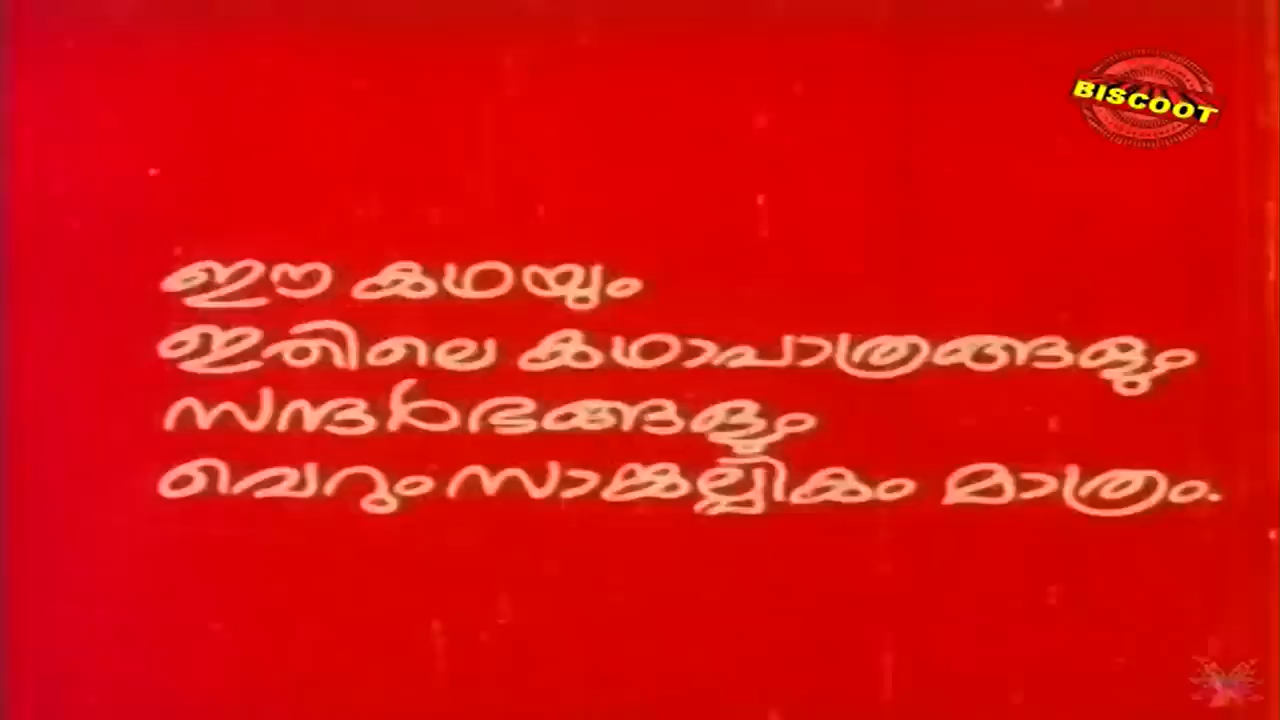 BISCOOT
ഈ കഥയും
ഇതിലെ കഥാപാത്രങ്ങളും
സന്ദർഭങ്ങളും
വെറും സാങ്കല്പികം മാത്രം.